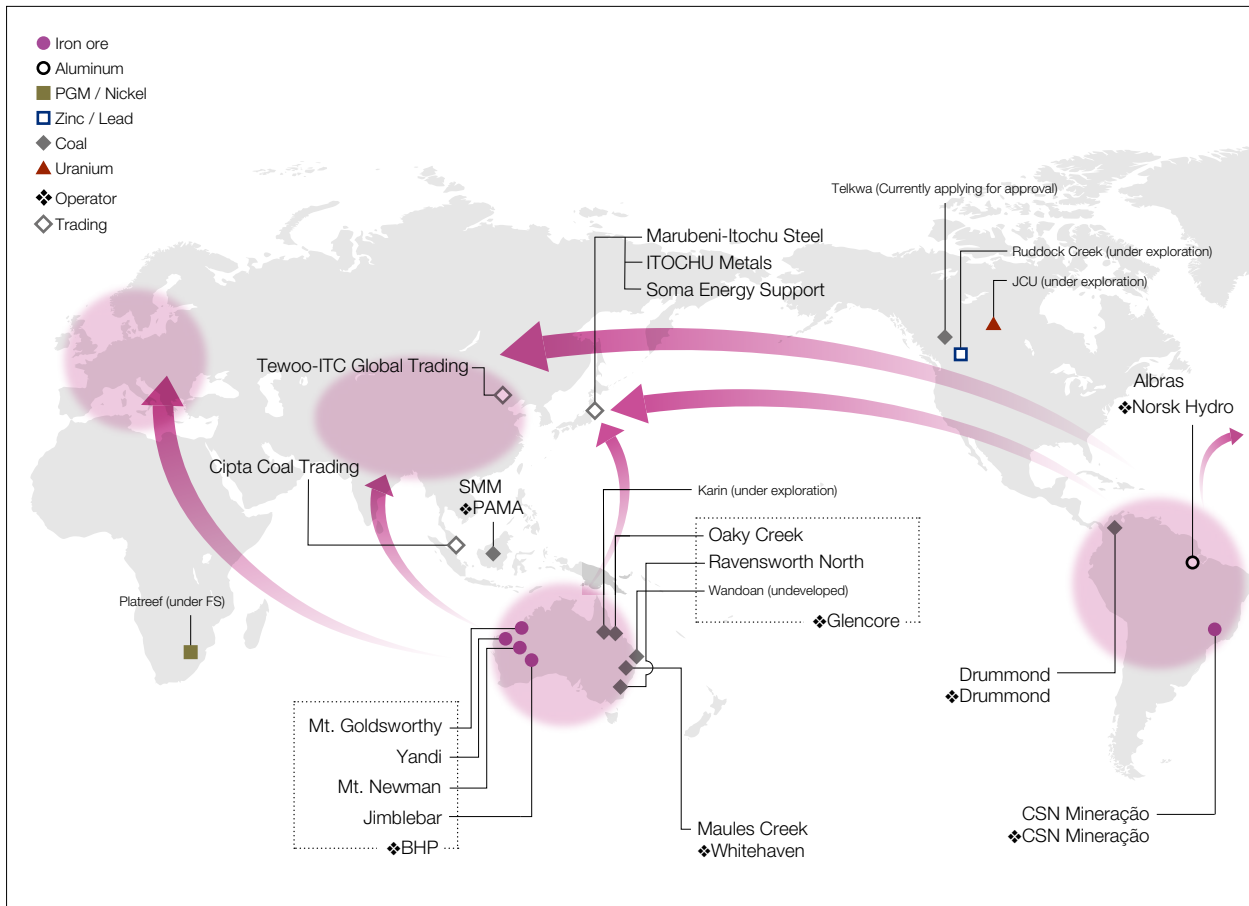 Iron ore
Aluminum
PGM / Nickel
Zinc / Lead
Coal
Uranium
❖Operator
Trading
Telkwa (Currently applying for approval)
Marubeni-Itochu Steel
ITOCHU Metals
Soma Energy Support
Ruddock Creek (under exploration)
JCU (under exploration)
Tewoo-ITC Global Trading
Albras
❖Norsk Hydro
Cipta Coal Trading
SMM
❖PAMA
Karin (under exploration)
Oaky Creek
Ravensworth North
Wandoan (undeveloped)
❖Glencore
Platreef (under FS)
Drummond
❖Drummond
Mt. Goldsworthy
Yandi
Mt. Newman
Jimblebar
❖BHP
Maules Creek
❖Whitehaven
CSN Mineração
❖CSN Mineração